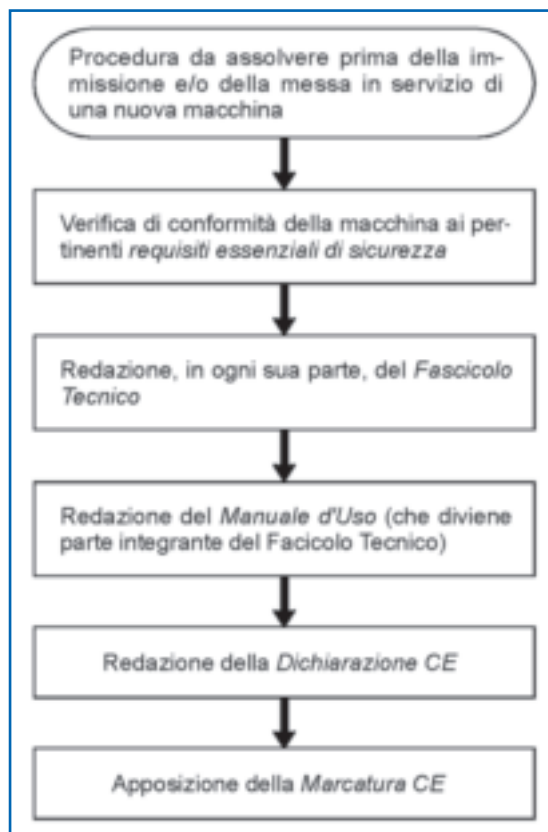 Procedura da assolvere prima della im-
missione e/o della messa in servizio di
una nuova macchina
Verifica di conformità della macchina ai per-
tinenti requisiti essenziali di sicurezza
Redazione, in ogni sua parte, del Fascicolo
Tecnico
Redazione del Manuale d'Uso (che diviene
parte integrante del Facicolo Tecnico)
Redazione della Dichiarazione CE
Apposizione della Marcatura CE